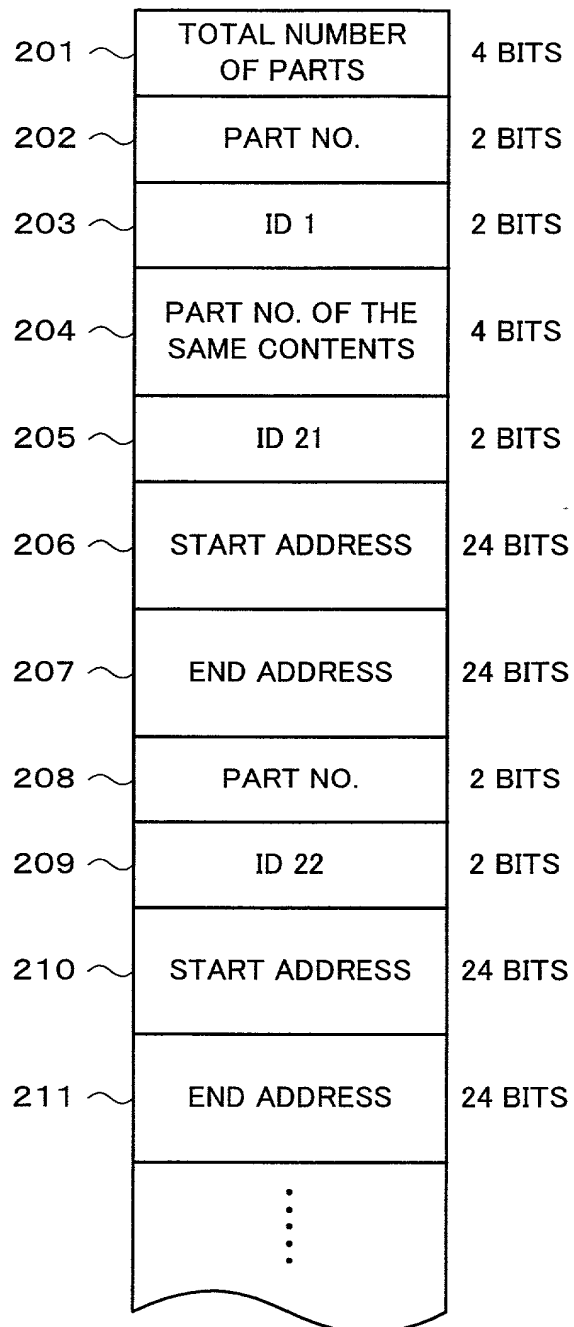 201 TOTAL NUMBER OF PARTS 4 BITS
202 PART NO. 2 BITS
203 ID 1 2 BITS
204 PART NO. OF THE SAME CONTENTS 4 BITS
205 ID 21 2 BITS
206 START ADDRESS 24 BITS
207 END ADDRESS 24 BITS
208 PART NO. 2 BITS
209 ID 22 2 BITS
210 START ADDRESS 24 BITS
211 END ADDRESS 24 BITS